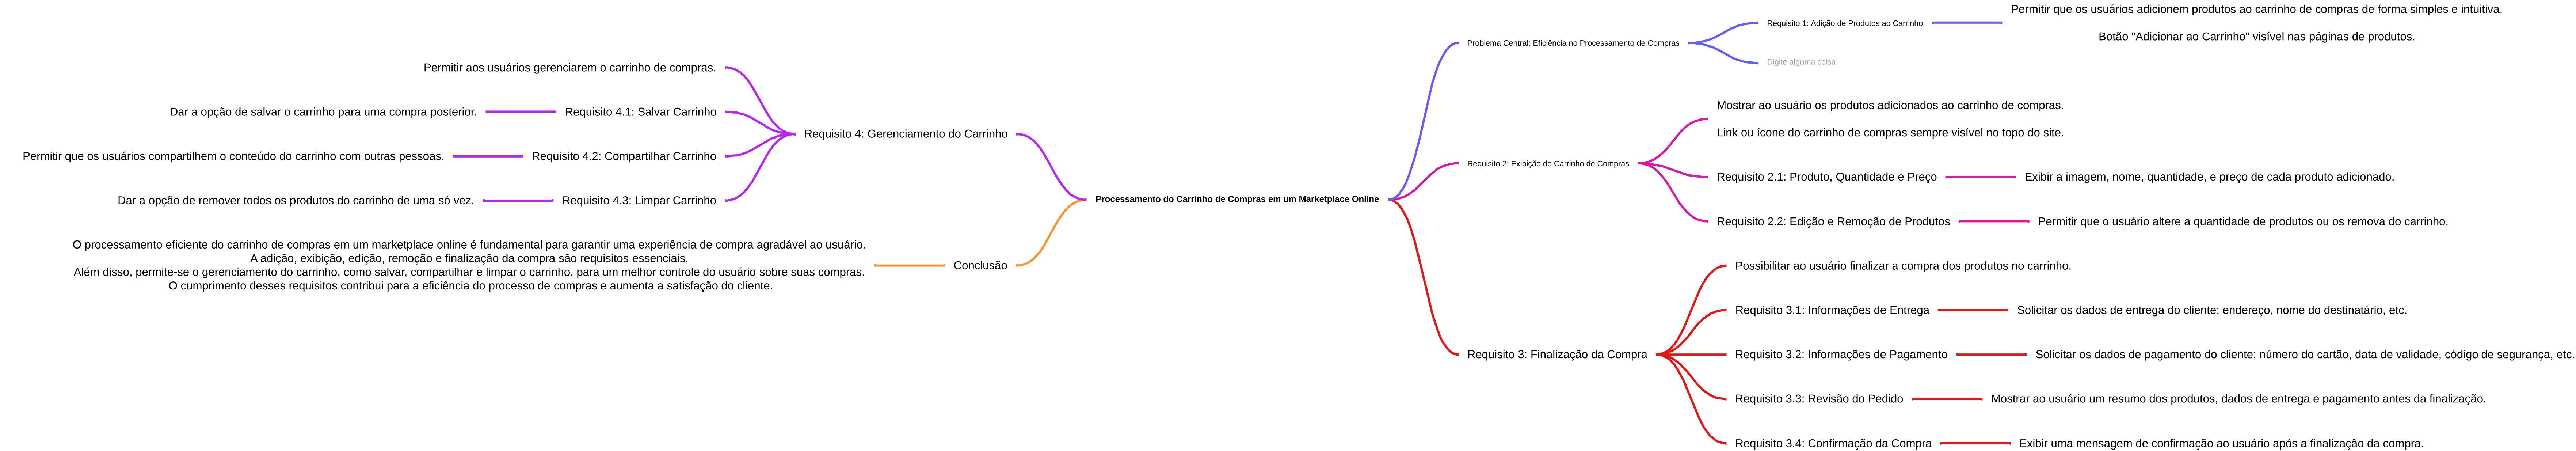 Processamento do Carrinho de Compras em um Marketplace Online
Problema Central: Eficiência no Processamento de Compras
Requisito 1: Adição de Produtos ao Carrinho
Permitir que os usuários adicionem produtos ao carrinho de compras de forma simples e intuitiva.
Botão "Adicionar ao Carrinho" visível nas páginas de produtos.
Digite alguma coisa
Requisito 2: Exibição do Carrinho de Compras
Mostrar ao usuário os produtos adicionados ao carrinho de compras.
Link ou ícone do carrinho de compras sempre visível no topo do site.
Requisito 2.1: Produto, Quantidade e Preço
Exibir a imagem, nome, quantidade, e preço de cada produto adicionado.
Requisito 2.2: Edição e Remoção de Produtos
Permitir que o usuário altere a quantidade de produtos ou os remova do carrinho.
Requisito 3: Finalização da Compra
Possibilitar ao usuário finalizar a compra dos produtos no carrinho.
Requisito 3.1: Informações de Entrega
Solicitar os dados de entrega do cliente: endereço, nome do destinatário, etc.
Requisito 3.2: Informações de Pagamento
Solicitar os dados de pagamento do cliente: número do cartão, data de validade, código de segurança, etc.
Requisito 3.3: Revisão do Pedido
Mostrar ao usuário um resumo dos produtos, dados de entrega e pagamento antes da finalização.
Requisito 3.4: Confirmação da Compra
Exibir uma mensagem de confirmação ao usuário após a finalização da compra.
Requisito 4: Gerenciamento do Carrinho
Permitir aos usuários gerenciarem o carrinho de compras.
Requisito 4.1: Salvar Carrinho
Dar a opção de salvar o carrinho para uma compra posterior.
Requisito 4.2: Compartilhar Carrinho
Permitir que os usuários compartilhem o conteúdo do carrinho com outras pessoas.
Requisito 4.3: Limpar Carrinho
Dar a opção de remover todos os produtos do carrinho de uma só vez.
Conclusão
O processamento eficiente do carrinho de compras em um marketplace online é fundamental para garantir uma experiência de compra agradável ao usuário.
A adição, exibição, edição, remoção e finalização da compra são requisitos essenciais.
Além disso, permite-se o gerenciamento do carrinho, como salvar, compartilhar e limpar o carrinho, para um melhor controle do usuário sobre suas compras.
O cumprimento desses requisitos contribui para a eficiência do processo de compras e aumenta a satisfação do cliente.